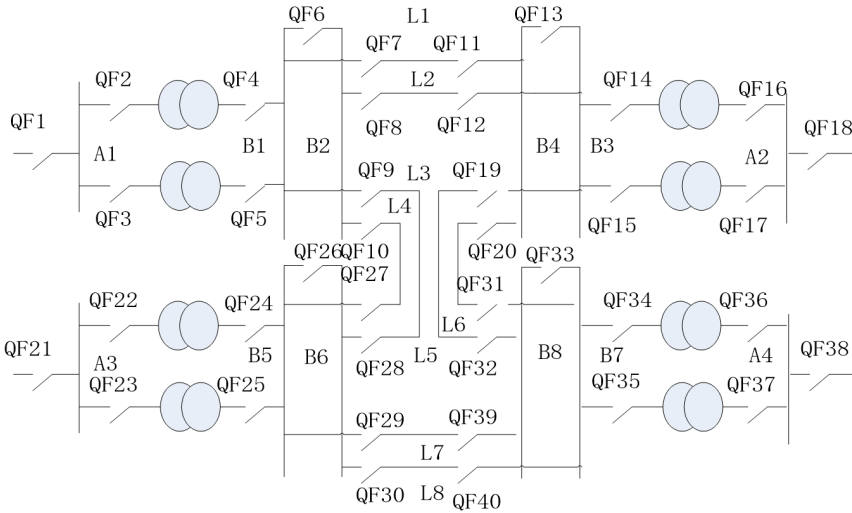 QF6 L1 QF13
QF7 QF11
QF2 QF4 L2 QF14 QF16
QF1 QF8 QF12 QF18
A1 B1 B2 B4 B3 A2
QF9 L3 QF19
QF3 QF5 L4 QF15 QF17
QF26 QF10 QF20 QF33
QF27 QF31
QF22 QF24 QF34 QF36
L6
QF21 A3 B5 B6 L5 B8 B7 A4 QF38
QF28 QF32
QF23 QF25 QF35 QF37
QF29 QF39
L7
QF30 L8 QF40